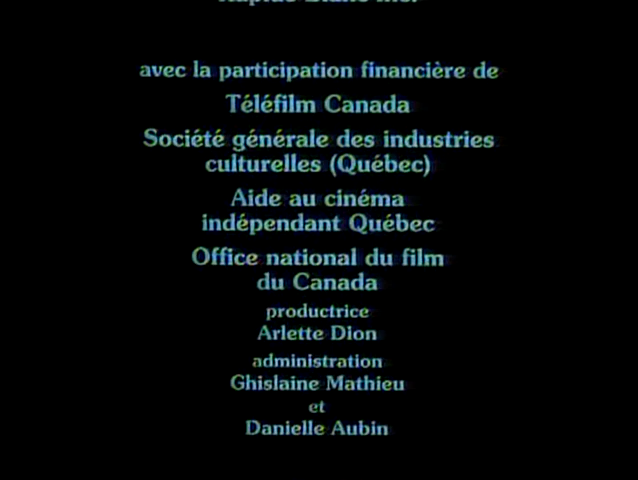 avec la participation financière de
Téléfilm Canada
Société générale des industries
culturelles (Québec)
Aide au cinéma
indépendant Québec
Office national du film
du Canada
productrice
Arlette Dion
administration
Ghislaine Mathieu
et
Danielle Aubin